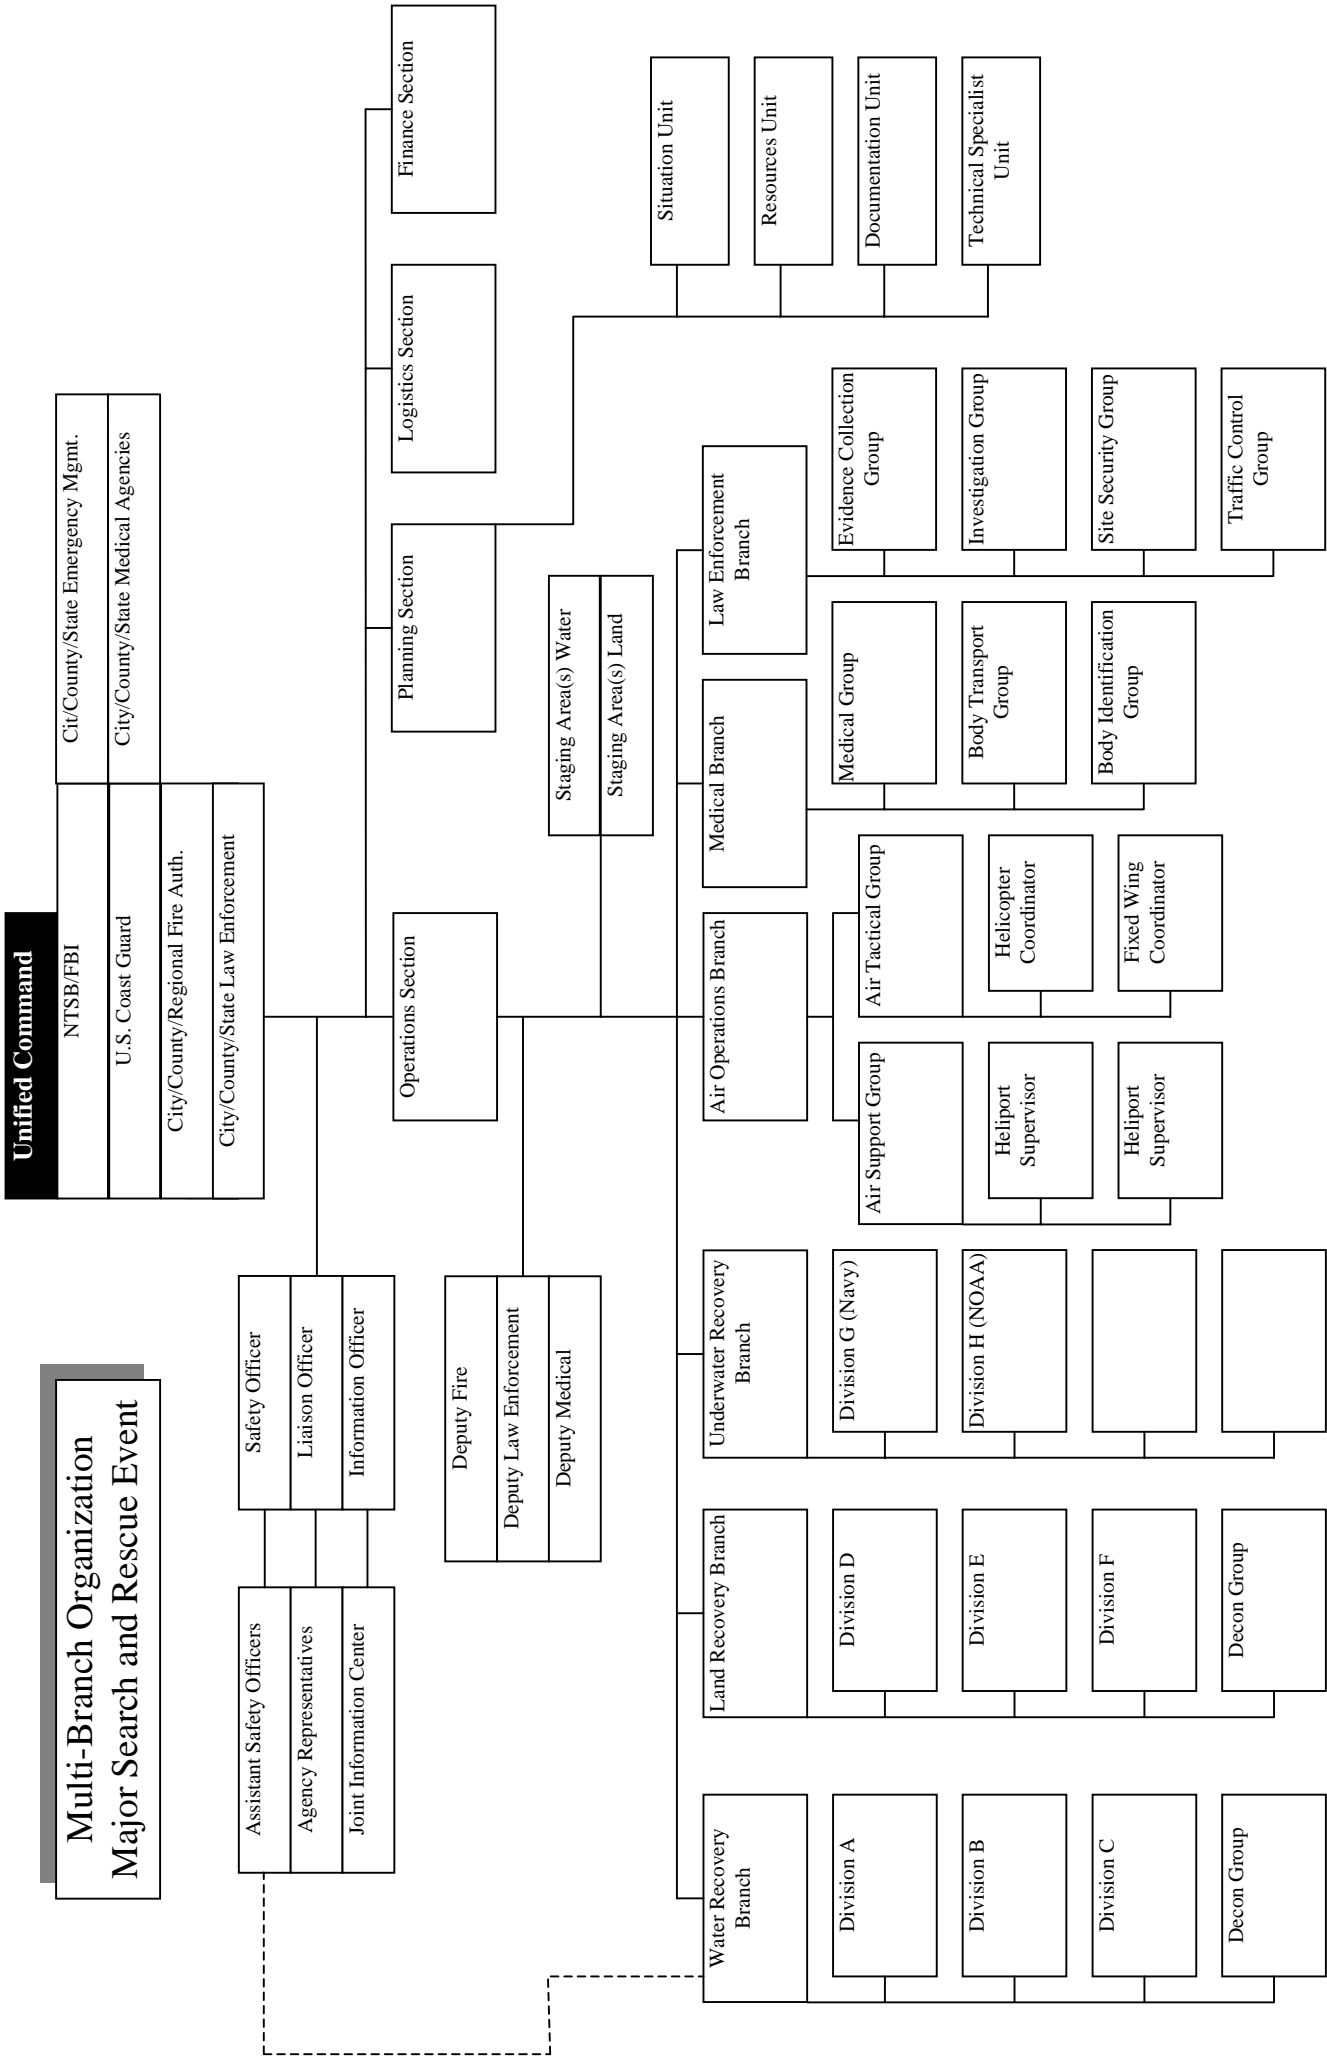 Multi-Branch Organization
Major Search and Rescue Event
Unified Command
NTSB/FBI
Cit/County/State Emergency Mgmt.
U.S. Coast Guard
City/County/State Medical Agencies
City/County/Regional Fire Auth.
City/County/State Law Enforcement
Assistant Safety Officers
Safety Officer
Agency Representatives
Liaison Officer
Joint Information Center
Information Officer
Operations Section
Planning Section
Logistics Section
Finance Section
Deputy Fire
Deputy Law Enforcement
Deputy Medical
Staging Area(s) Water
Staging Area(s) Land
Situation Unit
Resources Unit
Documentation Unit
Technical Specialist
Unit
Water Recovery
Branch
Division A
Division B
Division C
Decon Group
Land Recovery Branch
Division D
Division E
Division F
Decon Group
Underwater Recovery
Branch
Division G (Navy)
Division H (NOAA)
Air Operations Branch
Air Support Group
Heliport
Supervisor
Heliport
Supervisor
Air Tactical Group
Helicopter
Coordinator
Fixed Wing
Coordinator
Medical Branch
Medical Group
Body Transport
Group
Body Identification
Group
Law Enforcement
Branch
Evidence Collection
Group
Investigation Group
Site Security Group
Traffic Control
Group